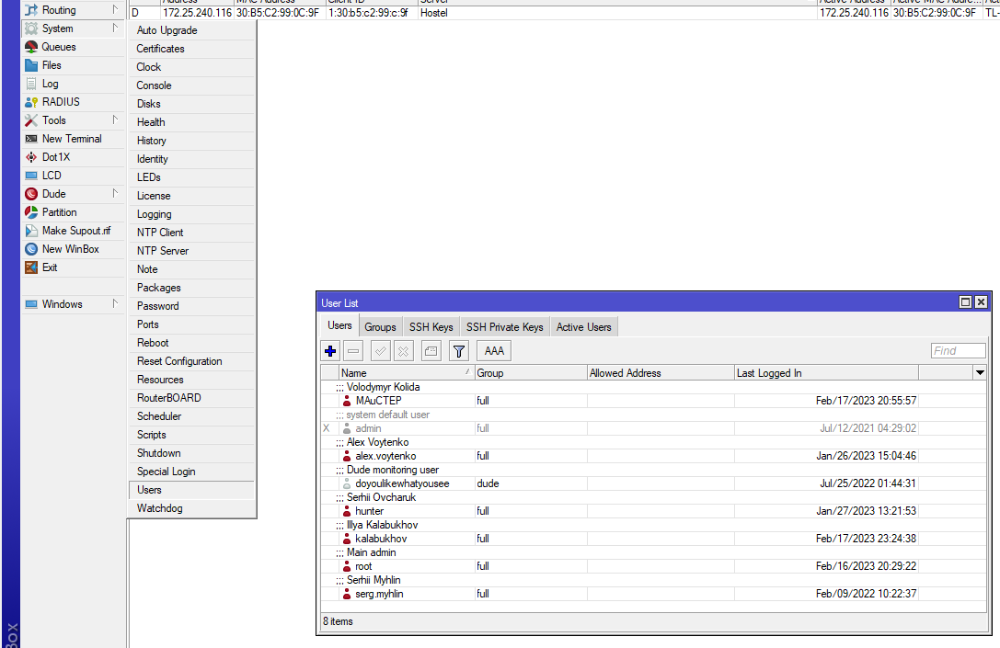 Address MAC Address Client ID Server Active Address Active MAC Addre...
Routing
D 172.25.240.116 30:B5:C2:99:0C:9F 1:30:b5:c2:99:c:9f Hostel 172.25.240.116 30:B5:C2:99:0C:9F TL-
System
Queues
Files
Log
RADIUS
Tools
New Terminal
Dot1X
LCD
Dude
Partition
Make Supout.rif
New WinBox
Exit
Windows
Auto Upgrade
Certificates
Clock
Console
Disks
Health
History
Identity
LEDs
License
Logging
NTP Client
NTP Server
Note
Packages
Password
Ports
Reboot
Reset Configuration
Resources
RouterBOARD
Scheduler
Scripts
Shutdown
Special Login
Users
Watchdog
User List
Users Groups SSH Keys SSH Private Keys Active Users
AAA Find
Name Group Allowed Address Last Logged In
;;; Volodymyr Kolida
MAuCTEP full Feb/17/2023 20:55:57
;;; system default user
X admin full Jul/12/2021 04:29:02
;;; Alex Voytenko
alex.voytenko full Jan/26/2023 15:04:46
;;; Dude monitoring user
doyoulikewhatyousee dude Jul/25/2022 01:44:31
;;; Serhii Ovcharuk
hunter full Jan/27/2023 13:21:53
;;; Illya Kalabukhov
kalabukhov full Feb/17/2023 23:24:38
;;; Main admin
root full Feb/16/2023 20:29:22
;;; Serhii Myhlin
serg.myhlin full Feb/09/2022 10:22:37
8 items
Box